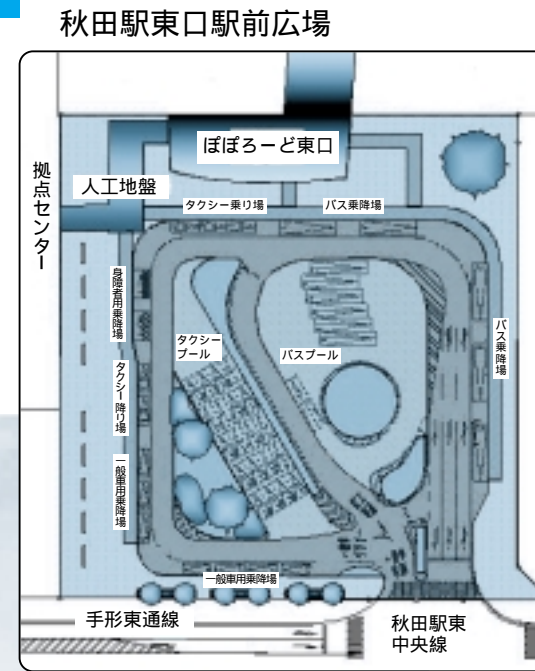 秋田駅東口駅前広場
ぽぽろーど東口
人工地盤
拠点センター
タクシー乗り場
バス乗降場
身障者用乗降場
タクシー
プール
バスプール
バス乗降場
タクシー降り場
一般車用乗降場
一般車用乗降場
手形東通線
秋田駅東
中央線